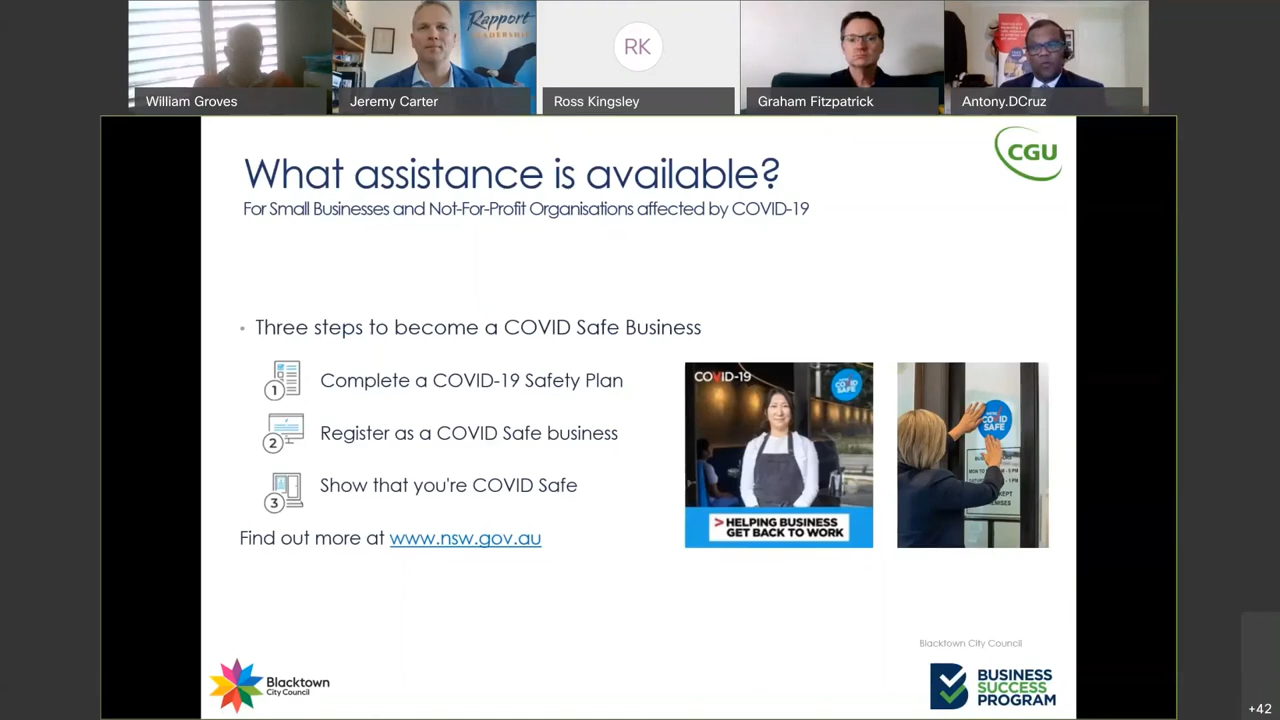 Rapport
LEADERSHIP
RK
William Groves
Jeremy Carter
Ross Kingsley
Graham Fitzpatrick
Antony.DCruz
CGU
What assistance is available?
For Small Businesses and Not-For-Profit Organisations affected by COVID-19
• Three steps to become a COVID Safe Business
1 Complete a COVID-19 Safety Plan
2 Register as a COVID Safe business
3 Show that you're COVID Safe
Find out more at www.nsw.gov.au
COVID-19
COVID
SAFE
> HELPING BUSINESS
GET BACK TO WORK
COVID
SAFE
Blacktown City Council
Blacktown
City Council
BUSINESS
SUCCESS
PROGRAM
+42